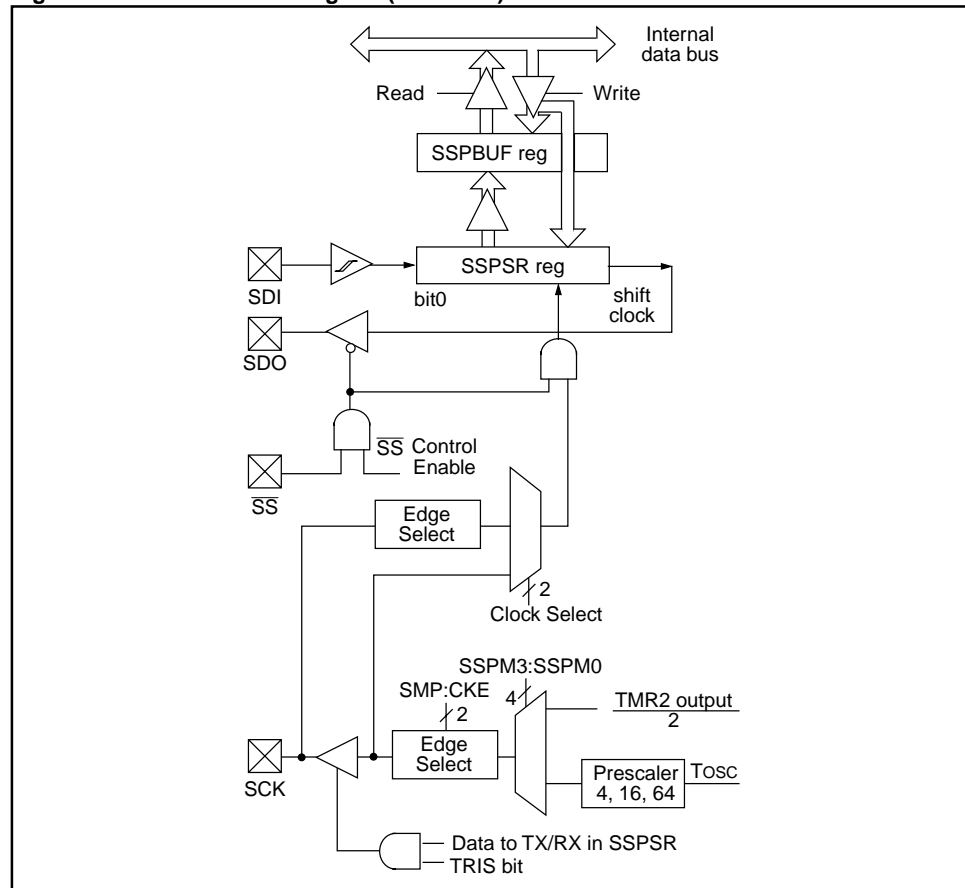 Internal
data bus
Read
Write
SSPBUF reg
SSPSR reg
SDI
bit0
shift
clock
SDO
SS Control
Enable
SS
Edge
Select
2
Clock Select
SSPM3:SSPM0
SMP:CKE
4
TMR2 output
2
2
Edge
Select
Prescaler
4, 16, 64
TOSC
SCK
Data to TX/RX in SSPSR
TRIS bit